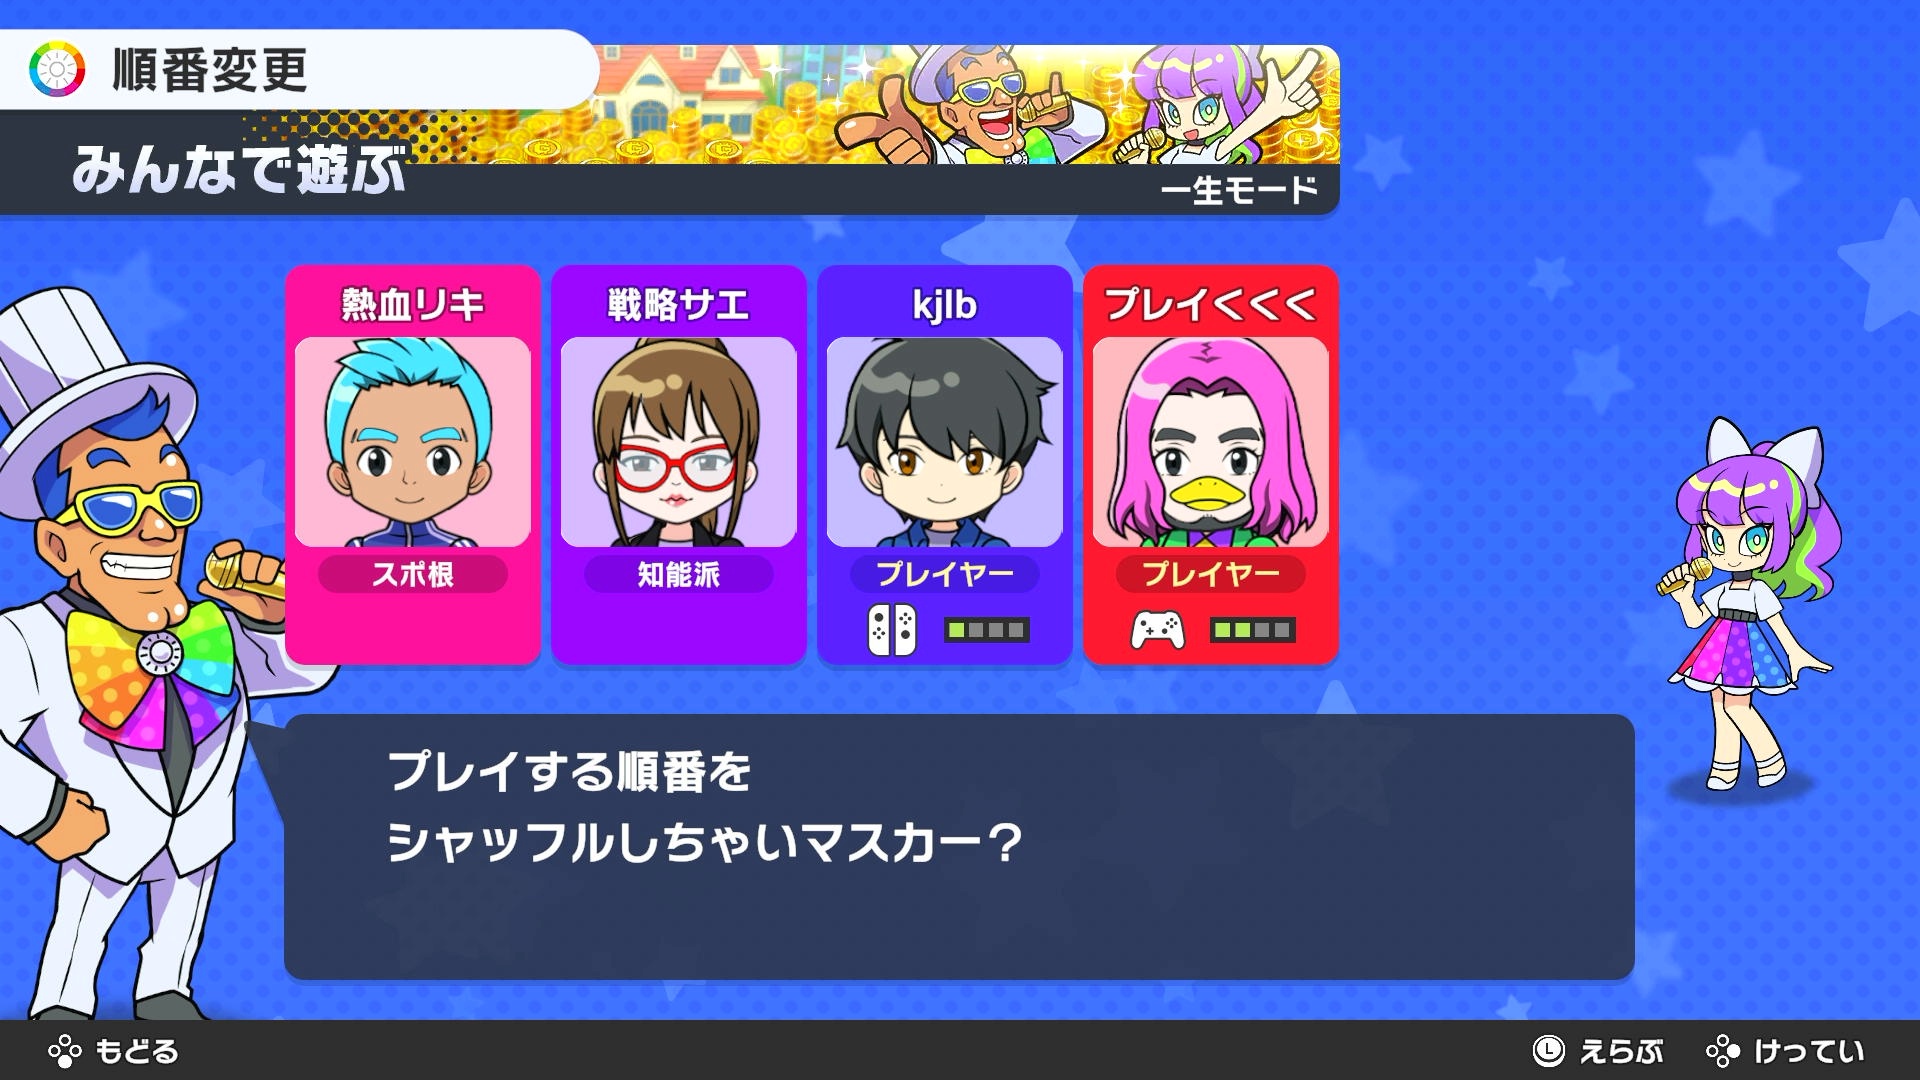 順番変更
みんなで遊ぶ
一生モード
熱血リキ
戦略サエ
kjlb
プレイくくく
スポ根
知能派
プレイヤー
プレイヤー
プレイする順番を
シャッフルしちゃいマスカー？
もどる
L えらぶ
けってい